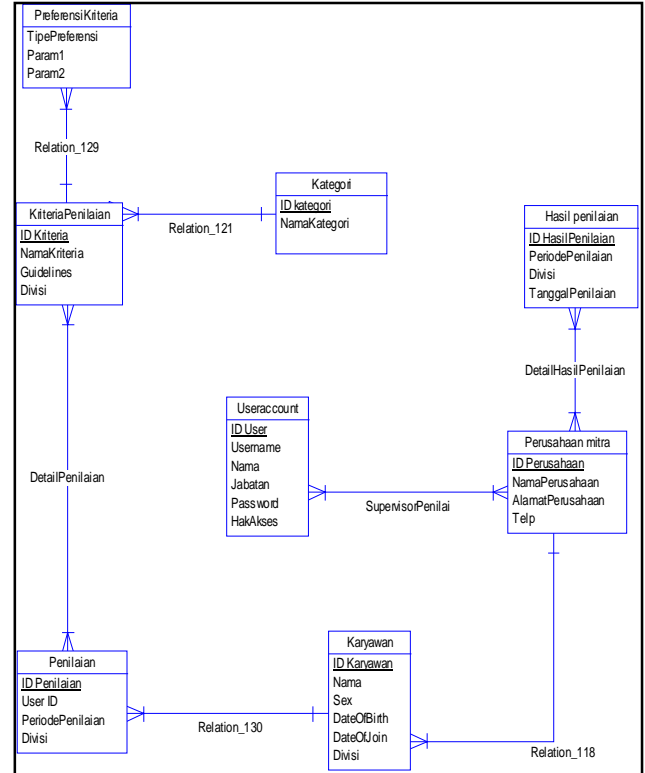 PreferensiKriteria
TipePreferensi
Param1
Param2
Relation_129
Kategori
ID kategori
NamaKategori
Relation_121
KriteriaPenilaian
ID Kriteria
NamaKriteria
Guidelines
Divisi
Hasil penilaian
ID HasilPenilaian
PeriodePenilaian
Divisi
TanggalPenilaian
DetailHasilPenilaian
Useraccount
ID User
Username
Nama
Jabatan
Password
HakAkses
SupervisorPenilai
Perusahaan mitra
ID Perusahaan
NamaPerusahaan
AlamatPerusahaan
Telp
DetailPenilaian
Penilaian
ID Penilaian
User ID
PeriodePenilaian
Divisi
Relation_130
Karyawan
ID Karyawan
Nama
Sex
DateOfBirth
DateOfJoin
Divisi
Relation_118